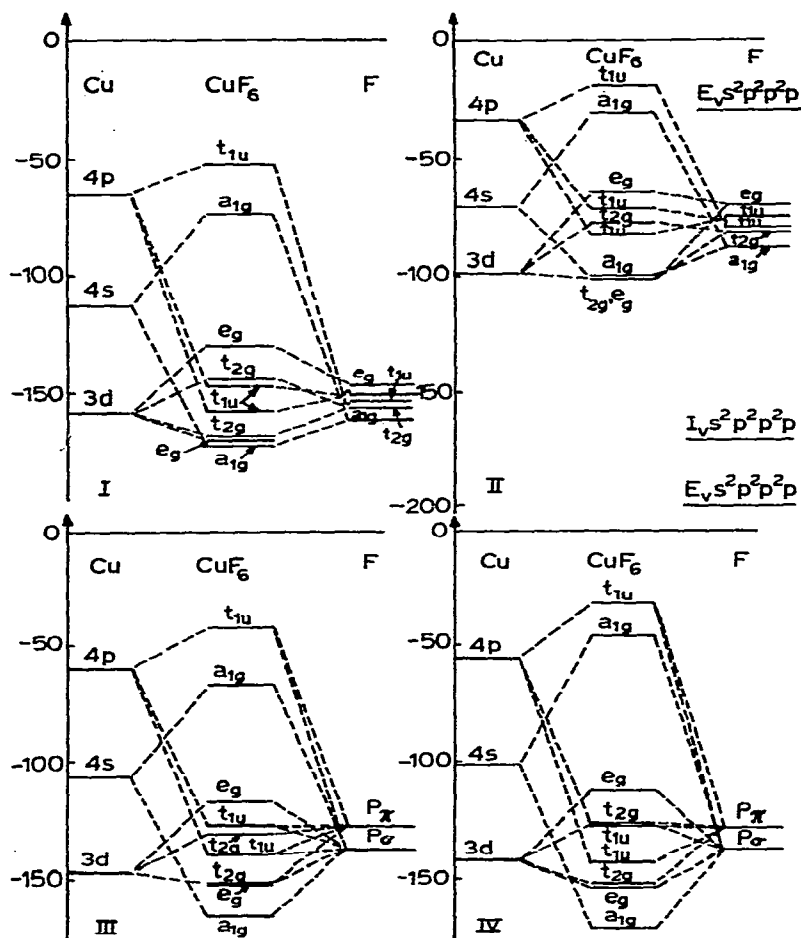 0
Cu CuF6 F
t1u
4p
-50
a1g
-100
4s
eg
t2g
eg t1u
3d
-150
t1u
a1g
t2g
t2g
eg
a1g
I
0
Cu CuF6 F
t1u
Evs²p²p²p
a1g
4p
-50
eg
eg
4s
t1u
t1u
t2g
t1u
t1u
t2g
3d
-100
a1g
a1g
t2g, eg
-150
Ivs²p²p²p
II
Evs²p²p²p
-200
0
Cu CuF6 F
t1u
-50
4p
a1g
-100
4s
eg
t1u
Pπ
t2g t1u
Pσ
3d
-150
t2g
eg
a1g
III
0
Cu CuF6 F
t1u
a1g
-50
4p
-100
4s
eg
t2g
Pπ
t1u
Pσ
t1u
3d
-150
t2g
eg
a1g
IV